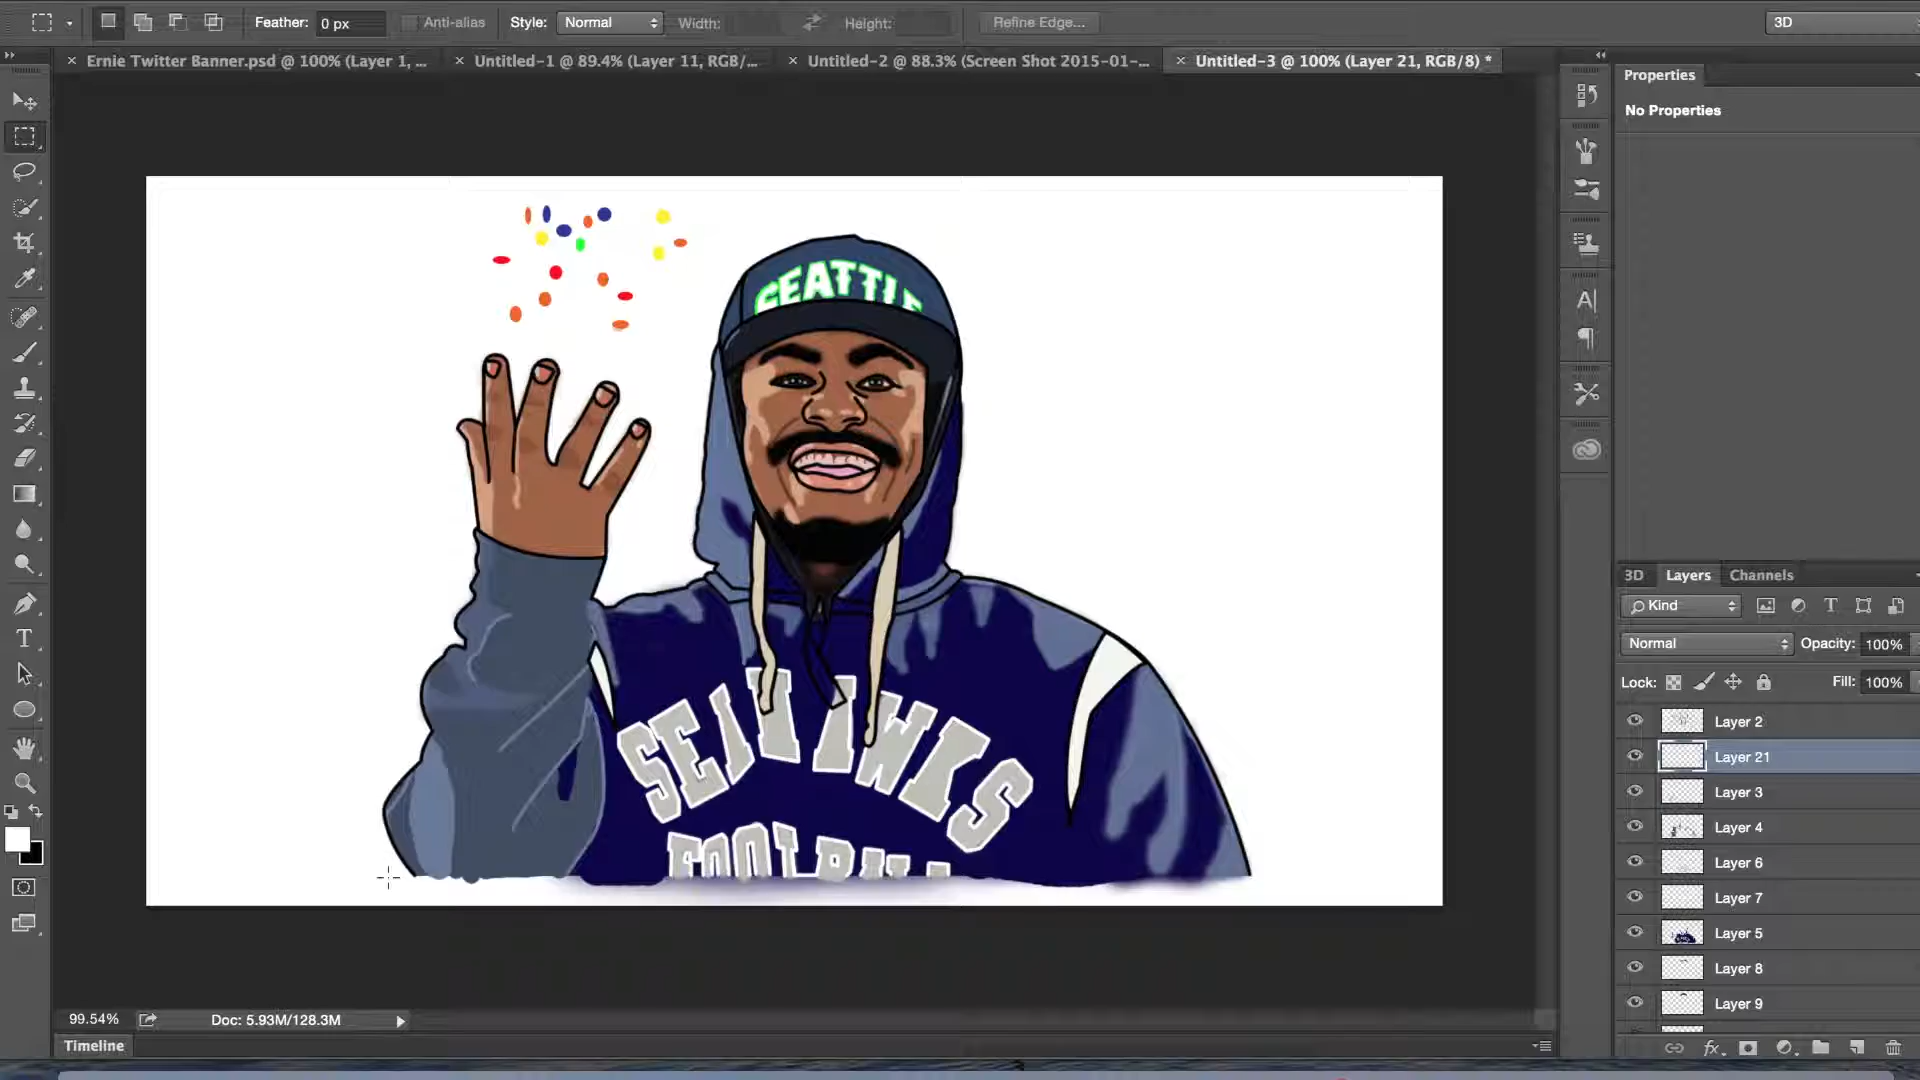 Feather: 0 px Anti-alias Style: Normal Width: Height: Refine Edge... 3D
Ernie Twitter Banner.psd @ 100% (Layer 1, ...
Untitled-1 @ 89.4% (Layer 11, RGB/...
Untitled-2 @ 88.3% (Screen Shot 2015-01-...
Untitled-3 @ 100% (Layer 21, RGB/8) *
Properties
No Properties
SEATTLE
SEAHAWKS
FOOTBALL
3D Layers Channels
Kind
Normal Opacity: 100%
Lock: Fill: 100%
Layer 2
Layer 21
Layer 3
Layer 4
Layer 6
Layer 7
Layer 5
Layer 8
Layer 9
99.54% Doc: 5.93M/128.3M
Timeline